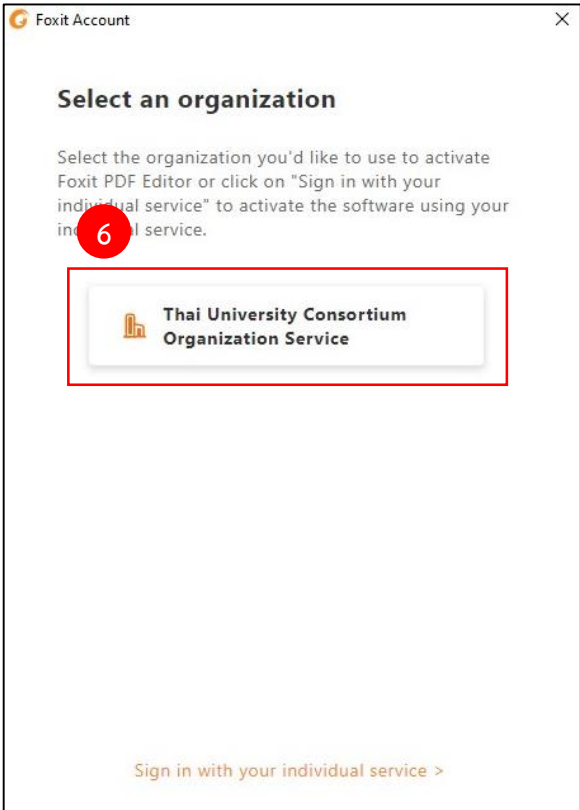 Foxit Account
Select an organization
Select the organization you'd like to use to activate
Foxit PDF Editor or click on "Sign in with your
individual service" to activate the software using your
l service.
6
Thai University Consortium
Organization Service
Sign in with your individual service >